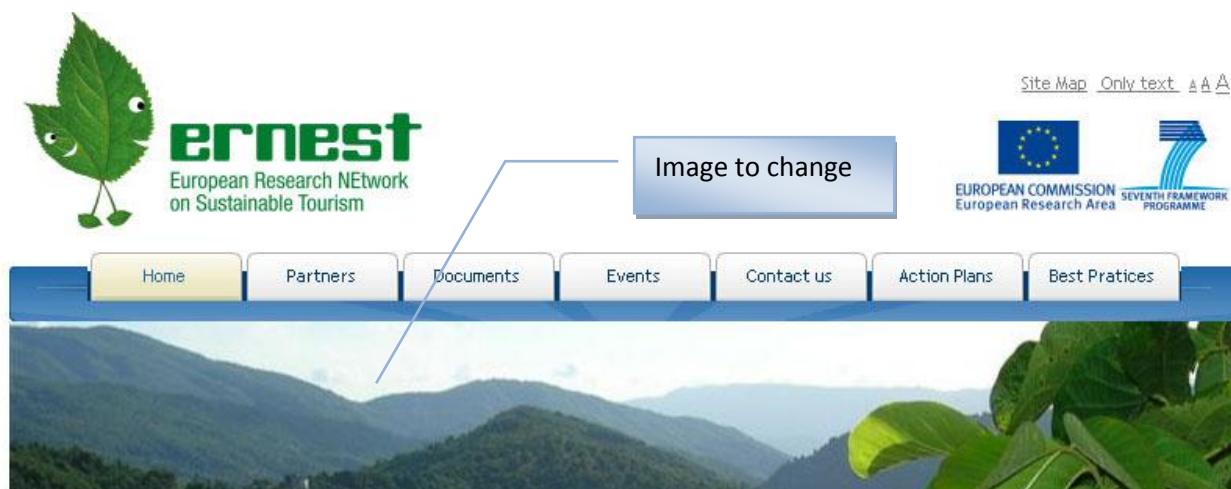 Site Map Only text A A A
ernest
European Research NEtwork
on Sustainable Tourism
Image to change
EUROPEAN COMMISSION
European Research Area
7
SEVENTH FRAMEWORK
PROGRAMME
Home Partners Documents Events Contact us Action Plans Best Pratices